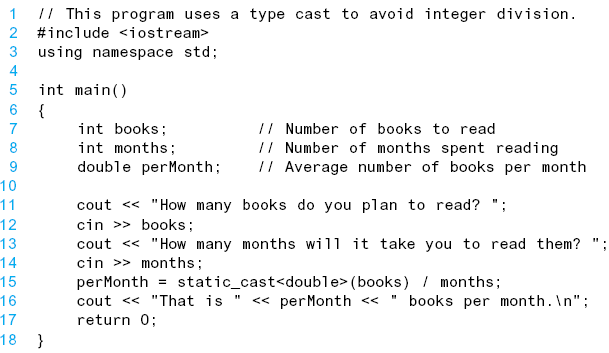 1 // This program uses a type cast to avoid integer division.
2 #include <iostream>
3 using namespace std;
4
5 int main()
6 {
7 int books; // Number of books to read
8 int months; // Number of months spent reading
9 double perMonth; // Average number of books per month
10
11 cout << "How many books do you plan to read? ";
12 cin >> books;
13 cout << "How many months will it take you to read them? ";
14 cin >> months;
15 perMonth = static_cast<double>(books) / months;
16 cout << "That is " << perMonth << " books per month.\n";
17 return 0;
18 }